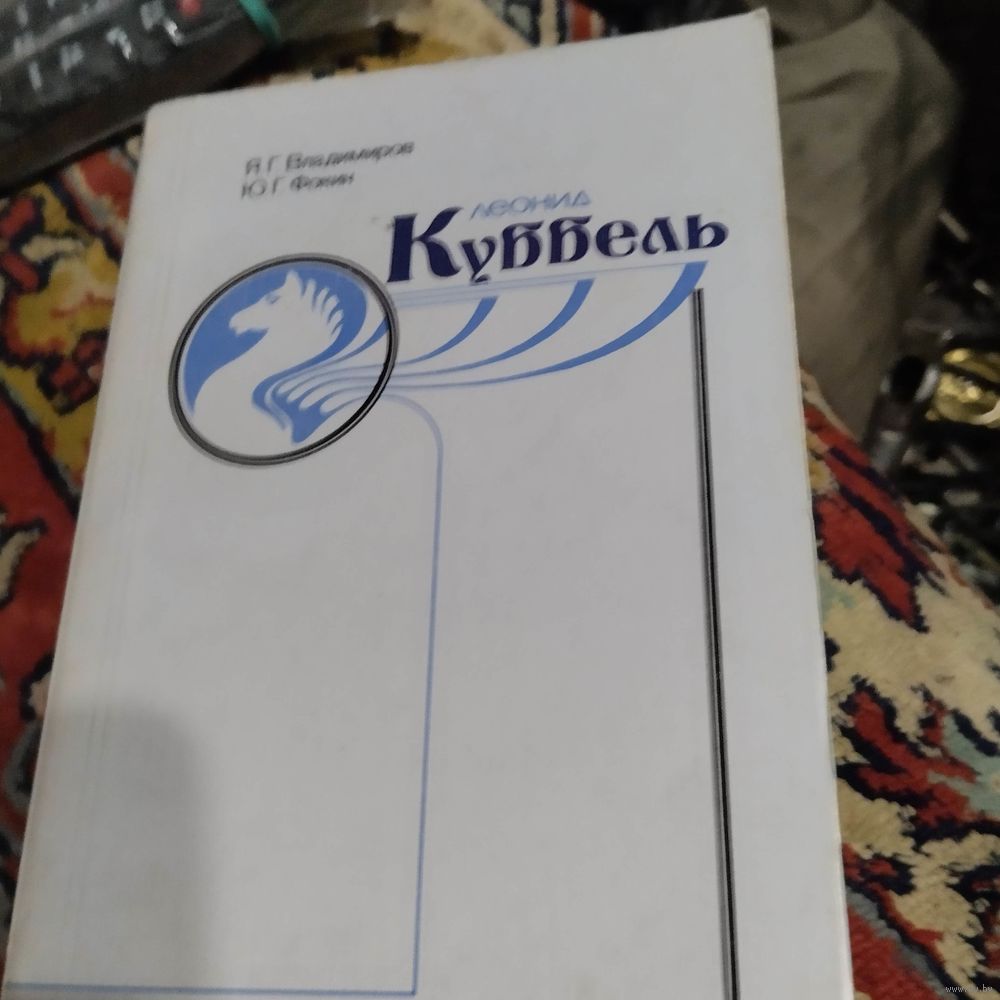 Я.Г. Владимиров
Ю.Г. Фокин
леонид
Куббель